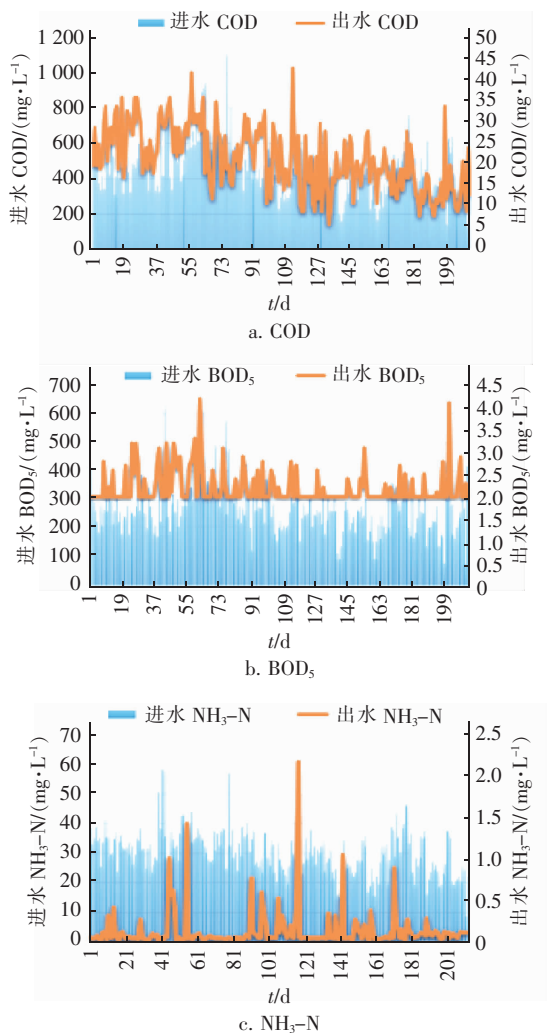 进水 COD 出水 COD
1 200
1 000
800
600
400
200
0
进水 COD/(mg·L⁻¹)
50
45
40
35
30
25
20
15
10
5
0
出水 COD/(mg·L⁻¹)
1 19 37 55 73 91 109 127 145 163 181 199
t/d
a. COD
进水 BOD₅ 出水 BOD₅
700
600
500
400
300
200
100
0
进水 BOD₅/(mg·L⁻¹)
4.5
4.0
3.5
3.0
2.5
2.0
1.5
1.0
0.5
0
出水 BOD₅/(mg·L⁻¹)
1 19 37 55 73 91 109 127 145 163 181 199
t/d
b. BOD₅
进水 NH₃-N 出水 NH₃-N
70
60
50
40
30
20
10
0
进水 NH₃-N/(mg·L⁻¹)
2.5
2.0
1.5
1.0
0.5
0
出水 NH₃-N/(mg·L⁻¹)
1 21 41 61 81 101 121 141 161 181 201
t/d
c. NH₃-N